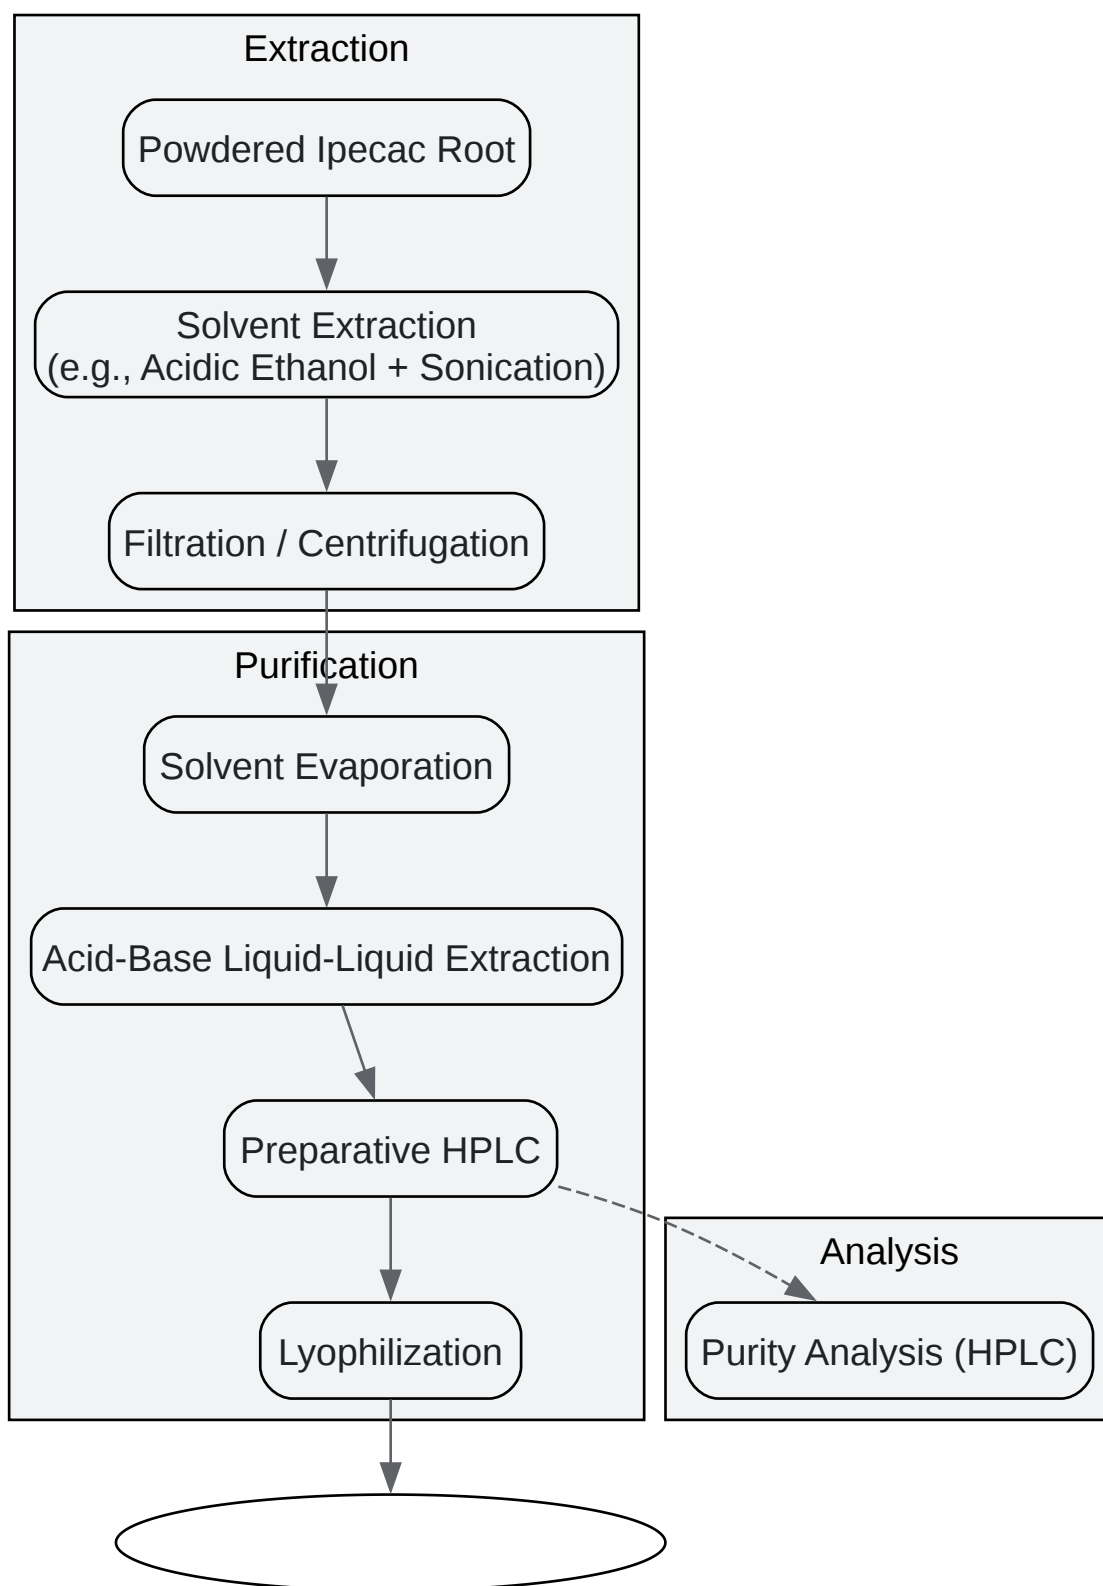 Extraction
Powdered Ipecac Root
Solvent Extraction
(e.g., Acidic Ethanol + Sonication)
Filtration / Centrifugation
Purification
Solvent Evaporation
Acid-Base Liquid-Liquid Extraction
Preparative HPLC
Analysis
Lyophilization
Purity Analysis (HPLC)